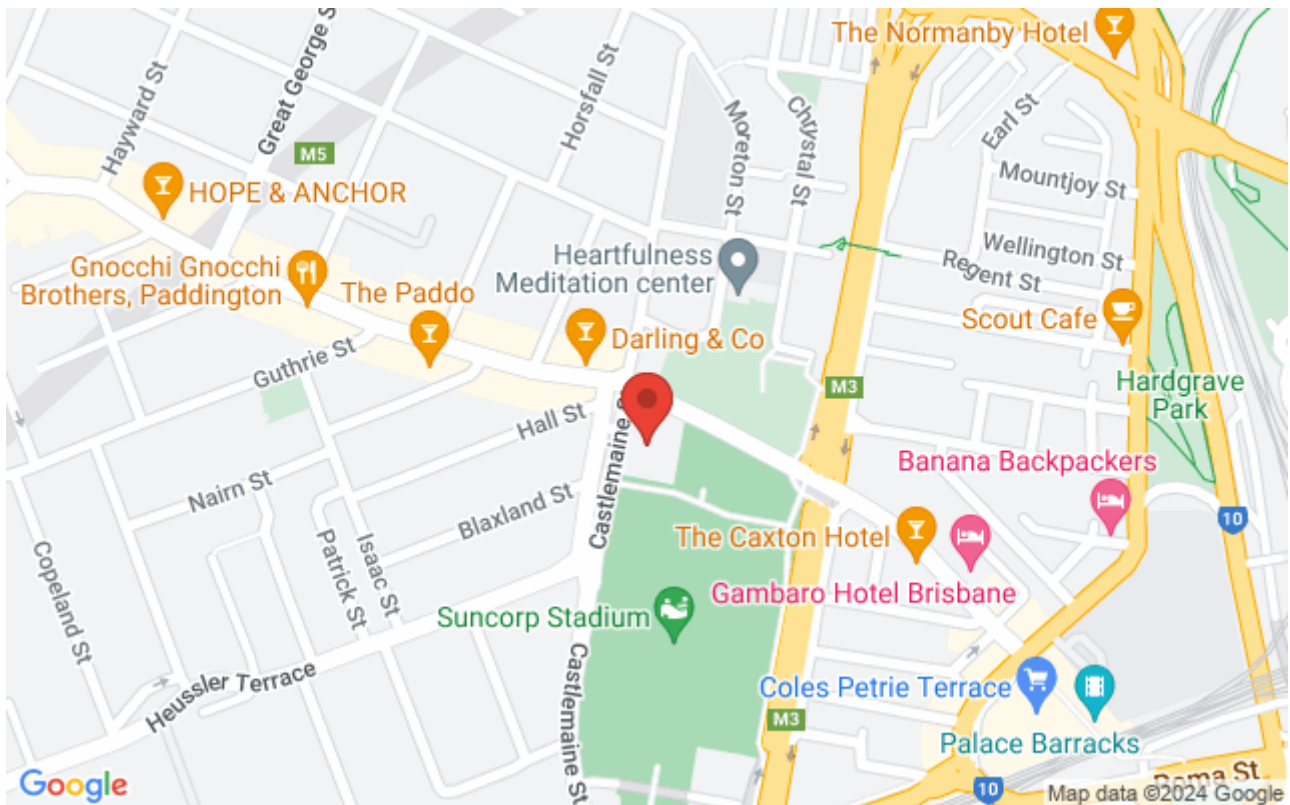 The Normanby Hotel
Great George S
Horsfall St
Hayward St
Moreton St
Chrystal St
Earl St
M5
Mountjoy St
HOPE & ANCHOR
Wellington St
Heartfulness
Meditation center
Regent St
Gnocchi Gnocchi
Brothers, Paddington
The Paddo
Scout Cafe
Darling & Co
Guthrie St
Hardgrave
Park
M3
Hall St
Castlemaine S
Banana Backpackers
Nairn St
Blaxland St
10
The Caxton Hotel
Copeland St
Patrick St
Isaac St
Gambaro Hotel Brisbane
Suncorp Stadium
Castlemaine St
Heussler Terrace
Coles Petrie Terrace
M3
Palace Barracks
Google
10
Roma St
Map data ©2024 Google